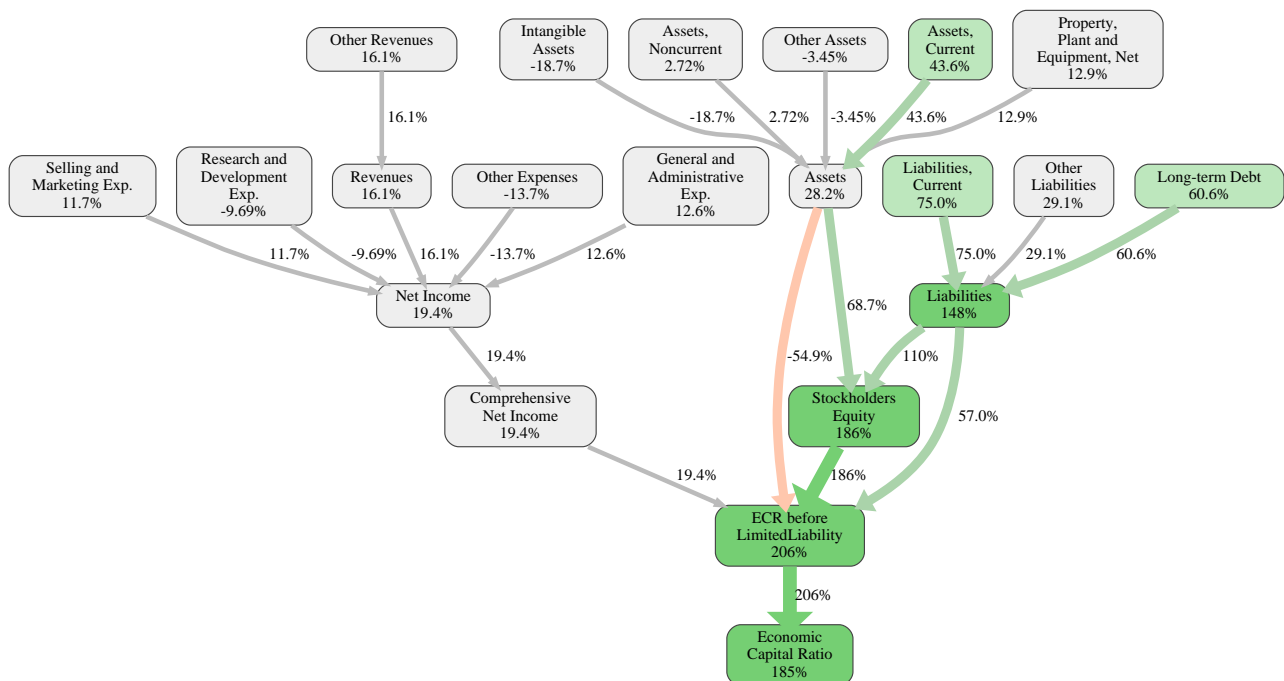 Other Revenues
16.1%
Intangible
Assets
-18.7%
Assets,
Noncurrent
2.72%
Other Assets
-3.45%
Assets,
Current
43.6%
Property,
Plant and
Equipment, Net
12.9%
16.1%
-18.7%
2.72%
-3.45%
43.6%
12.9%
Selling and
Marketing Exp.
11.7%
Research and
Development
Exp.
-9.69%
Revenues
16.1%
Other Expenses
-13.7%
General and
Administrative
Exp.
12.6%
Assets
28.2%
Liabilities,
Current
75.0%
Other
Liabilities
29.1%
Long-term Debt
60.6%
11.7%
-9.69%
16.1%
-13.7%
12.6%
75.0%
29.1%
60.6%
Net Income
19.4%
68.7%
Liabilities
148%
19.4%
-54.9%
110%
Comprehensive
Net Income
19.4%
Stockholders
Equity
186%
57.0%
19.4%
186%
ECR before
LimitedLiability
206%
206%
Economic
Capital Ratio
185%